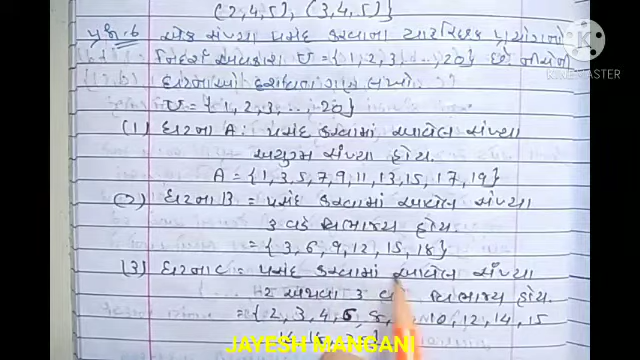 (2,4,5), (3,4,5)}
પ્રશ્ન-6 એક સંખ્યા પસંદ કરવાના યાદચ્છિક પ્રયોગનો
નિદર્શ અવકાશ U = {1, 2, 3, ... 20} છે નીચેની
ઘટનાઓ દર્શાવતા ગણ લખો.
U = {1, 2, 3, ... 20}
(1) ઘટના A: પસંદ કરવામાં આવેલ સંખ્યા
અયુગ્મ સંખ્યા હોય.
A = {1, 3, 5, 7, 9, 11, 13, 15, 17, 19}
(2) ઘટના B = પસંદ કરવામાં આવેલ સંખ્યા
3 વડે વિભાજ્ય હોય.
= {3, 6, 9, 12, 15, 18}
(3) ઘટના C = પસંદ કરવામાં આવેલ સંખ્યા
2 અથવા 3 વડે વિભાજ્ય હોય.
= {2, 3, 4, 6, 8, 10, 12, 14, 15
KINEMASTER
JAYESH MANGANI